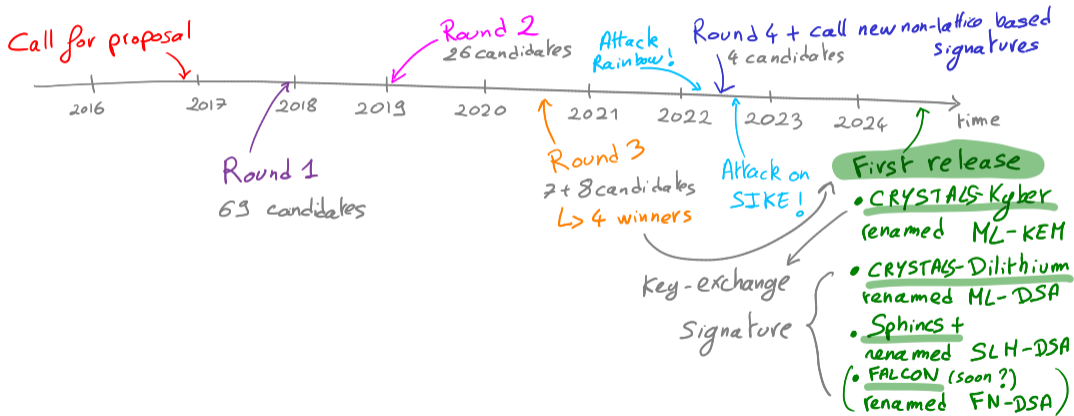 Call for proposal
Round 2
26 candidates
Attack
Rainbow!
Round 4 + call new non-lattice based
signatures
4 candidates
2016
2017
2018
2019
2020
2021
2022
2023
2024
time
Round 1
69 candidates
Round 3
7+8 candidates
↳ 4 winners
Attack on
SIKE!
First release
• CRYSTALS-Kyber
renamed ML-KEM
Key-exchange
• CRYSTALS-Dilithium
renamed ML-DSA
Signature
• Sphincs +
renamed SLH-DSA
(• FALCON (soon?)
renamed FN-DSA)